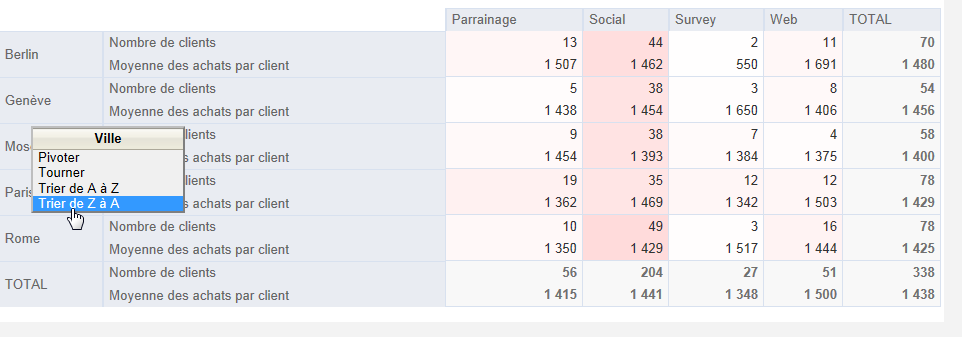 Parrainage Social Survey Web TOTAL
Berlin Nombre de clients 13 44 2 11 70
Moyenne des achats par client 1 507 1 462 550 1 691 1 480
Genève Nombre de clients 5 38 3 8 54
Moyenne des achats par client 1 438 1 454 1 650 1 406 1 456
Mos clients 9 38 7 4 58
des achats par client 1 454 1 393 1 384 1 375 1 400
Paris clients 19 35 12 12 78
des achats par client 1 362 1 469 1 342 1 503 1 429
Ville
Pivoter
Tourner
Trier de A à Z
Trier de Z à A
Rome Nombre de clients 10 49 3 16 78
Moyenne des achats par client 1 350 1 429 1 517 1 444 1 425
TOTAL Nombre de clients 56 204 27 51 338
Moyenne des achats par client 1 415 1 441 1 348 1 500 1 438